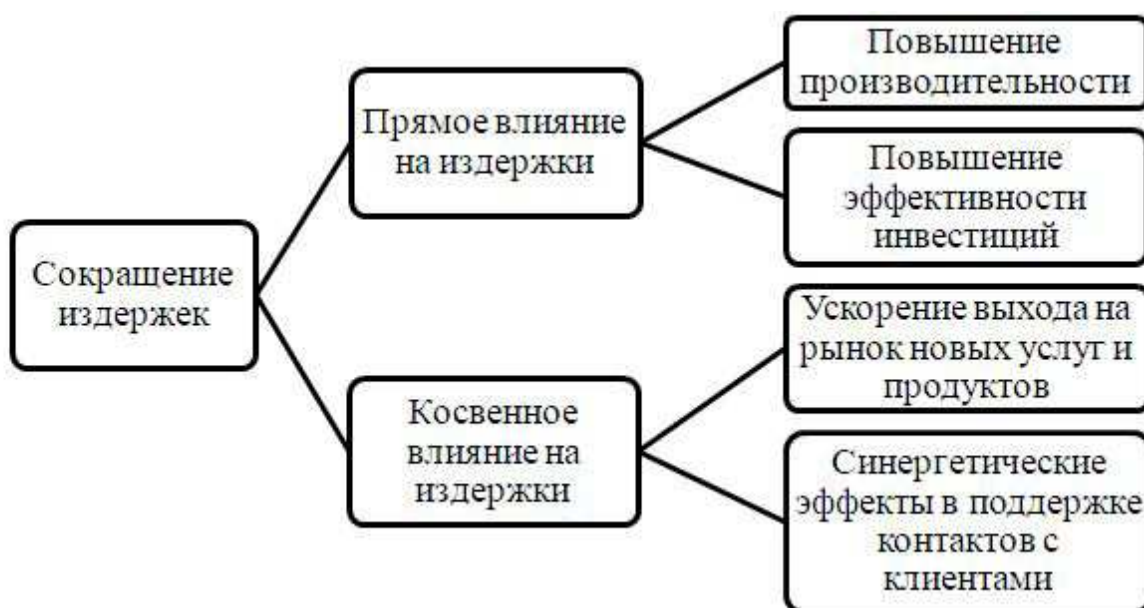 Сокращение
издержек
Прямое влияние
на издержки
Косвенное
влияние на
издержки
Повышение
производительности
Повышение
эффективности
инвестиций
Ускорение выхода на
рынок новых услуг и
продуктов
Синергетические
эффекты в поддержке
контактов с
клиентами